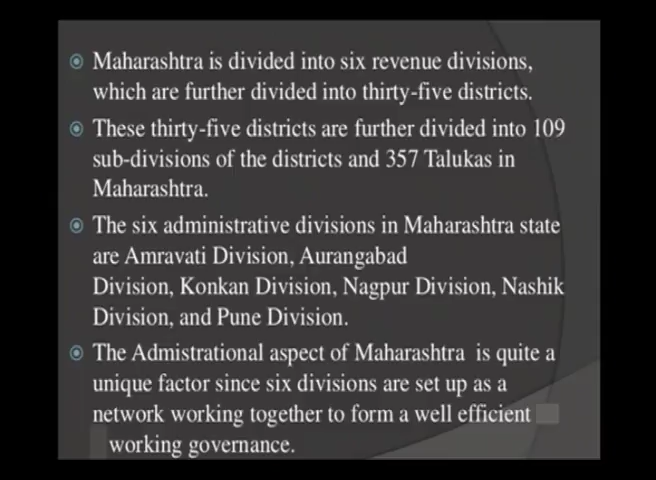 Maharashtra is divided into six revenue divisions,
which are further divided into thirty-five districts.
These thirty-five districts are further divided into 109
sub-divisions of the districts and 357 Talukas in
Maharashtra.
The six administrative divisions in Maharashtra state
are Amravati Division, Aurangabad
Division, Konkan Division, Nagpur Division, Nashik
Division, and Pune Division.
The Admistrational aspect of Maharashtra is quite a
unique factor since six divisions are set up as a
network working together to form a well efficient
working governance.